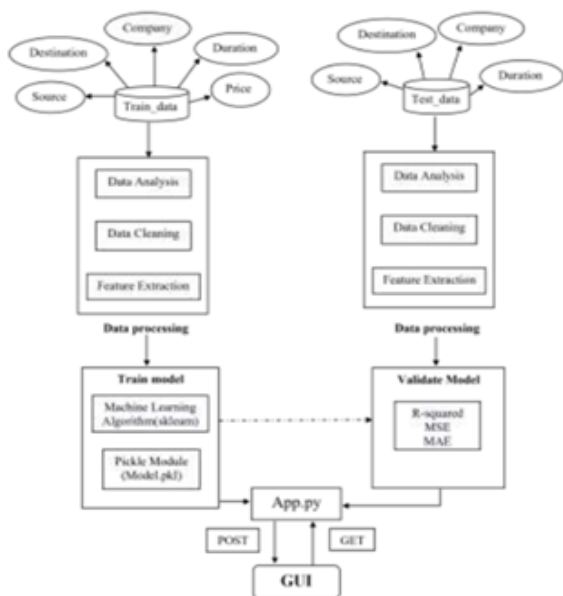 Company
Destination
Duration
Source
Price
Train_data
Company
Destination
Duration
Source
Test_data
Data Analysis
Data Cleaning
Feature Extraction
Data processing
Data Analysis
Data Cleaning
Feature Extraction
Data processing
Train model
Machine Learning
Algorithm(sklearn)
Pickle Module
(Model.pkl)
Validate Model
R-squared
MSE
MAE
App.py
POST
GET
GUI